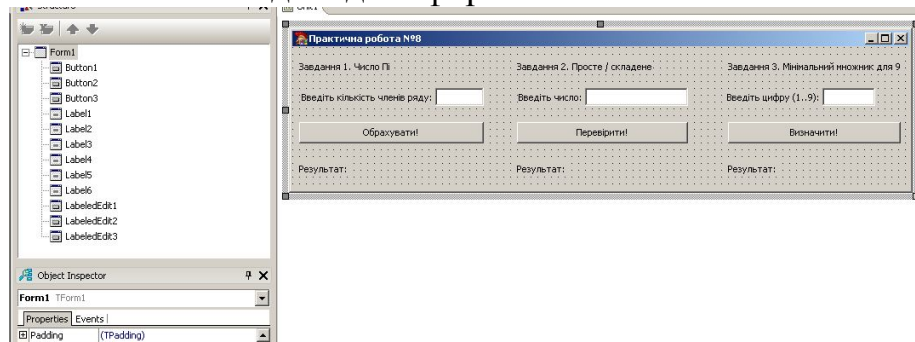 Form1
Button1
Button2
Button3
Label1
Label2
Label3
Label4
Label5
Label6
LabeledEdit1
LabeledEdit2
LabeledEdit3
Object Inspector
Form1 TForm1
Properties Events
Padding (TPadding)
Практична робота №8
Завдання 1. Число Пі Завдання 2. Просте / складене Завдання 3. Мінімальний множник для 9
Введіть кількість членів ряду: Введіть число: Введіть цифру (1..9):
Обрахувати! Перевірити! Визначити!
Результат: Результат: Результат: